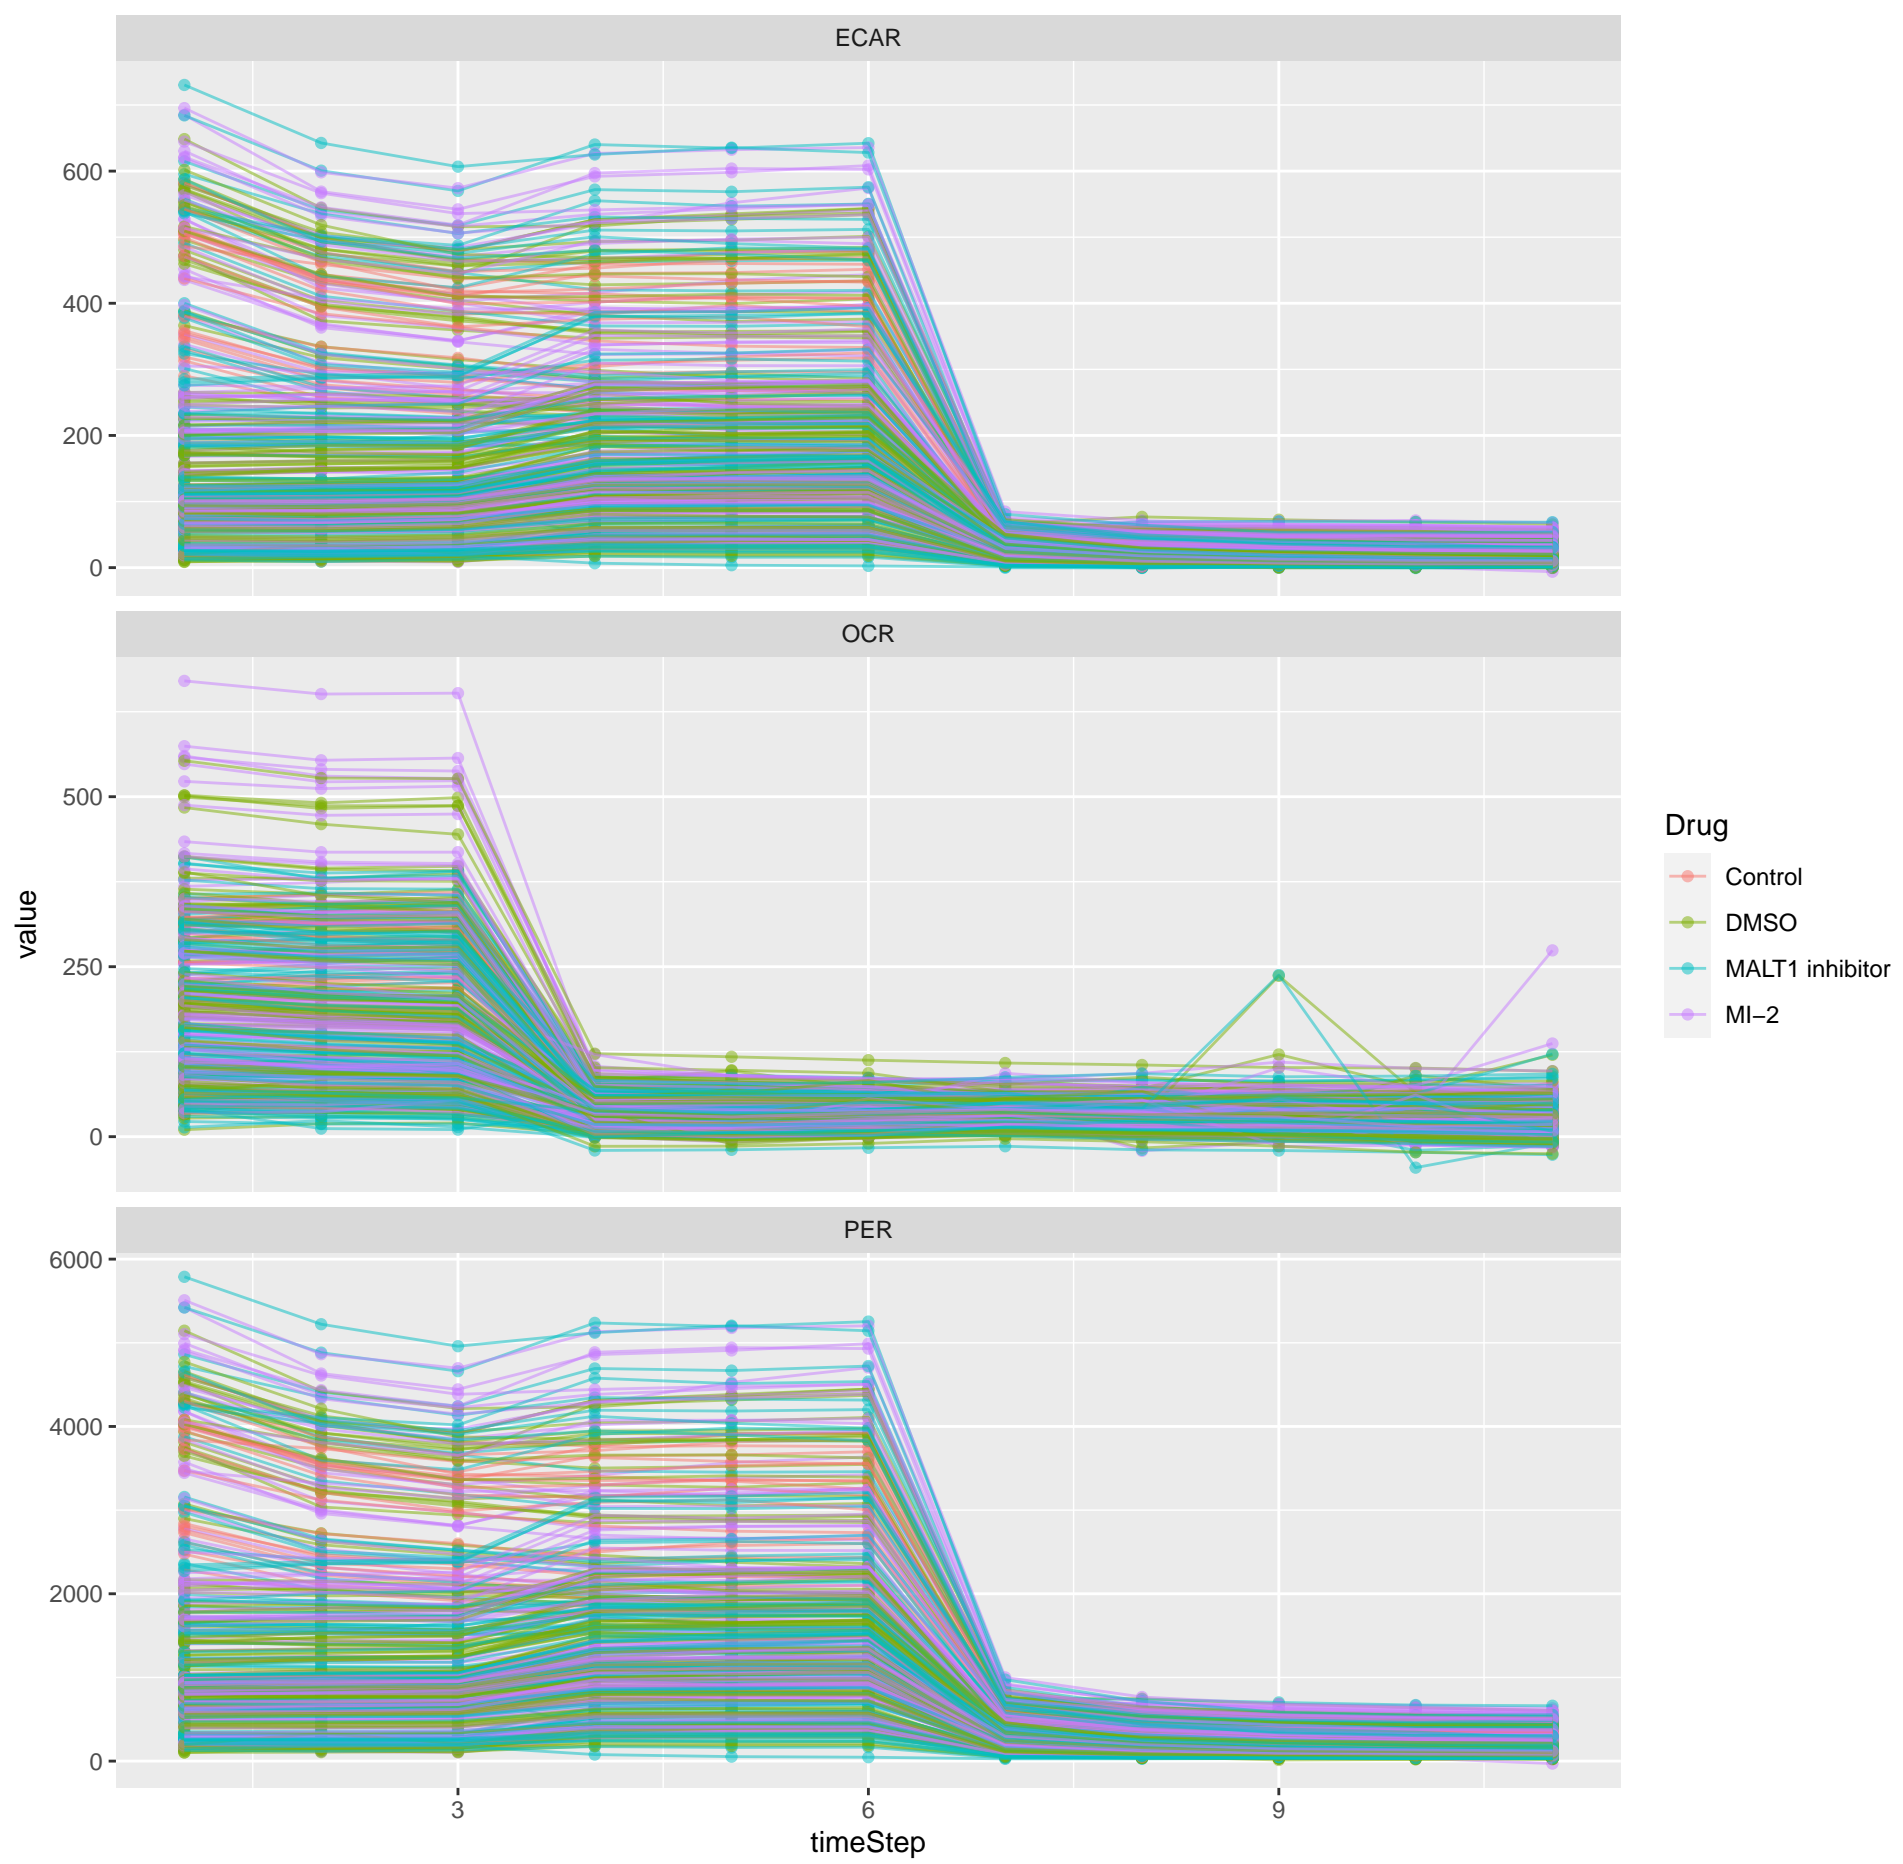 ECAR
600
400
200
0
OCR
500
250
0
PER
6000
4000
2000
0
3
6
9
timeStep
value
Drug
Control
DMSO
MALT1 inhibitor
MI−2